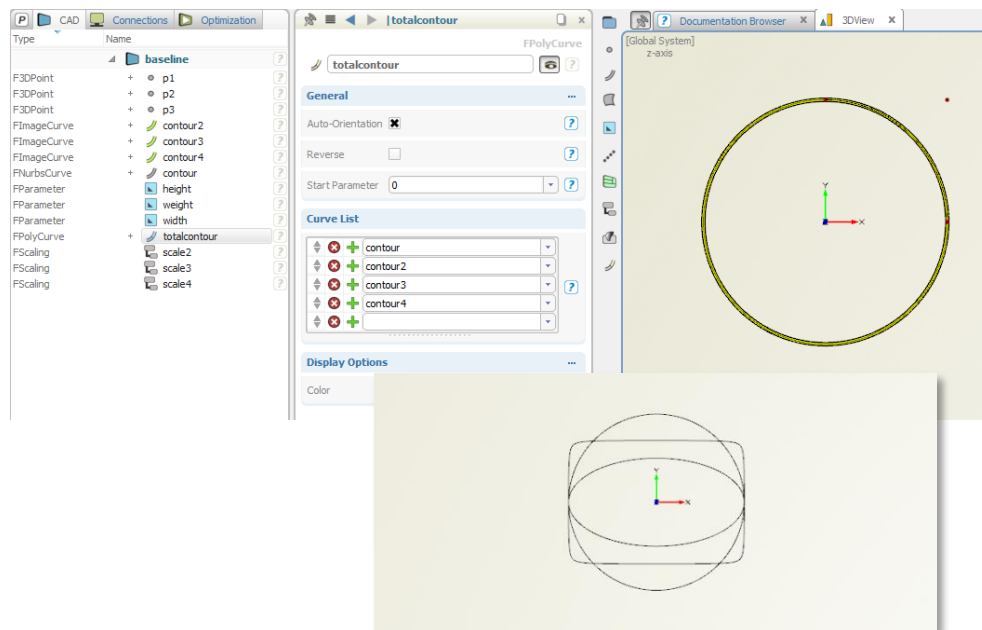 P CAD Connections Optimization
Type Name
baseline ?
F3DPoint p1 ?
F3DPoint p2 ?
F3DPoint p3 ?
FImageCurve contour2 ?
FImageCurve contour3 ?
FImageCurve contour4 ?
FNurbsCurve contour ?
FParameter height ?
FParameter weight ?
FParameter width ?
FPolyCurve totalcontour ?
FScaling scale2 ?
FScaling scale3 ?
FScaling scale4 ?
|totalcontour
FPolyCurve
totalcontour ?
General ...
Auto-Orientation ?
Reverse ?
Start Parameter 0 ?
Curve List
contour
contour2
contour3 ?
contour4
Display Options ...
Color
? Documentation Browser X 3DView X
[Global System]
z-axis
Y
X
Y
X